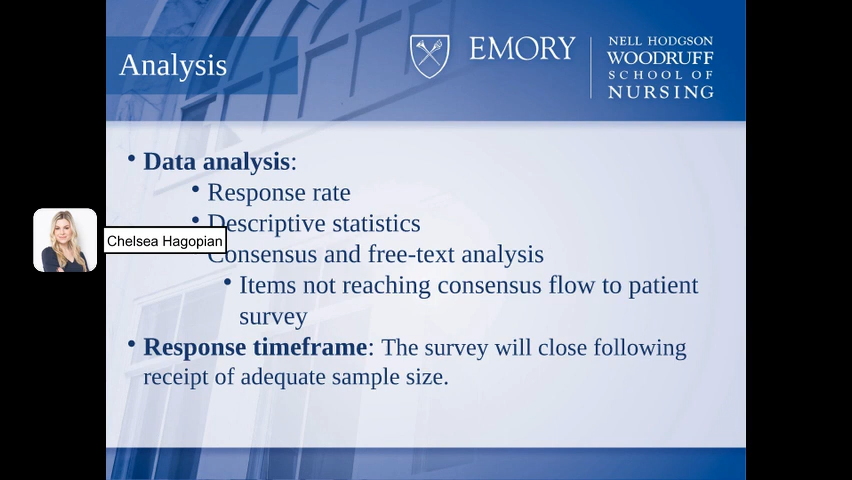 Analysis
EMORY
NELL HODGSON
WOODRUFF
SCHOOL OF
NURSING
• Data analysis:
• Response rate
• Descriptive statistics
Consensus and free-text analysis
• Items not reaching consensus flow to patient
survey
• Response timeframe: The survey will close following
receipt of adequate sample size.
Chelsea Hagopian